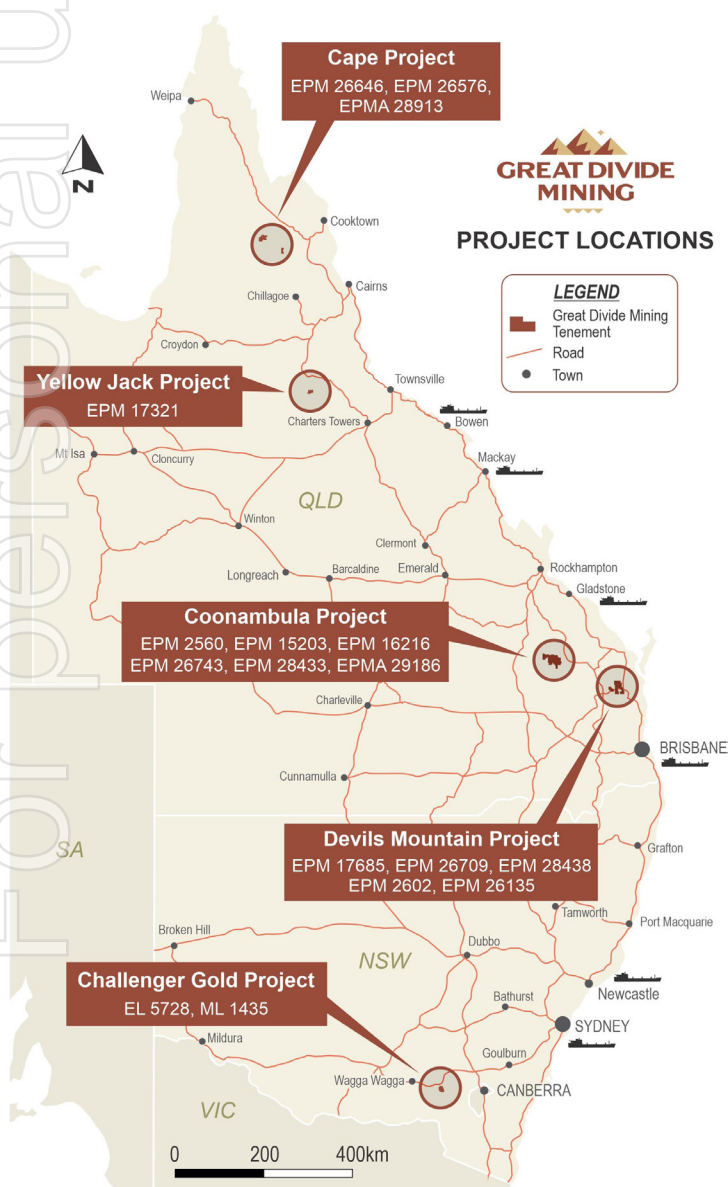 For personal u
Cape Project
EPM 26646, EPM 26576,
EPMA 28913
Weipa
N
GREAT DIVIDE
MINING
PROJECT LOCATIONS
Cooktown
LEGEND
Great Divide Mining
Tenement
Road
Town
Cairns
Chillagoe
Croydon
Yellow Jack Project
EPM 17321
Townsville
Charters Towers
Bowen
Mt Isa
Cloncurry
Mackay
QLD
Winton
Clermont
Longreach
Barcaldine
Emerald
Rockhampton
Gladstone
Coonambula Project
EPM 2560, EPM 15203, EPM 16216
EPM 26743, EPM 28433, EPMA 29186
Charleville
BRISBANE
Cunnamulla
Devils Mountain Project
EPM 17685, EPM 26709, EPM 28438
EPM 2602, EPM 26135
SA
Grafton
Tamworth
Port Macquarie
Broken Hill
Dubbo
NSW
Challenger Gold Project
EL 5728, ML 1435
Newcastle
Bathurst
SYDNEY
Mildura
Goulburn
Wagga Wagga
CANBERRA
VIC
0 200 400km